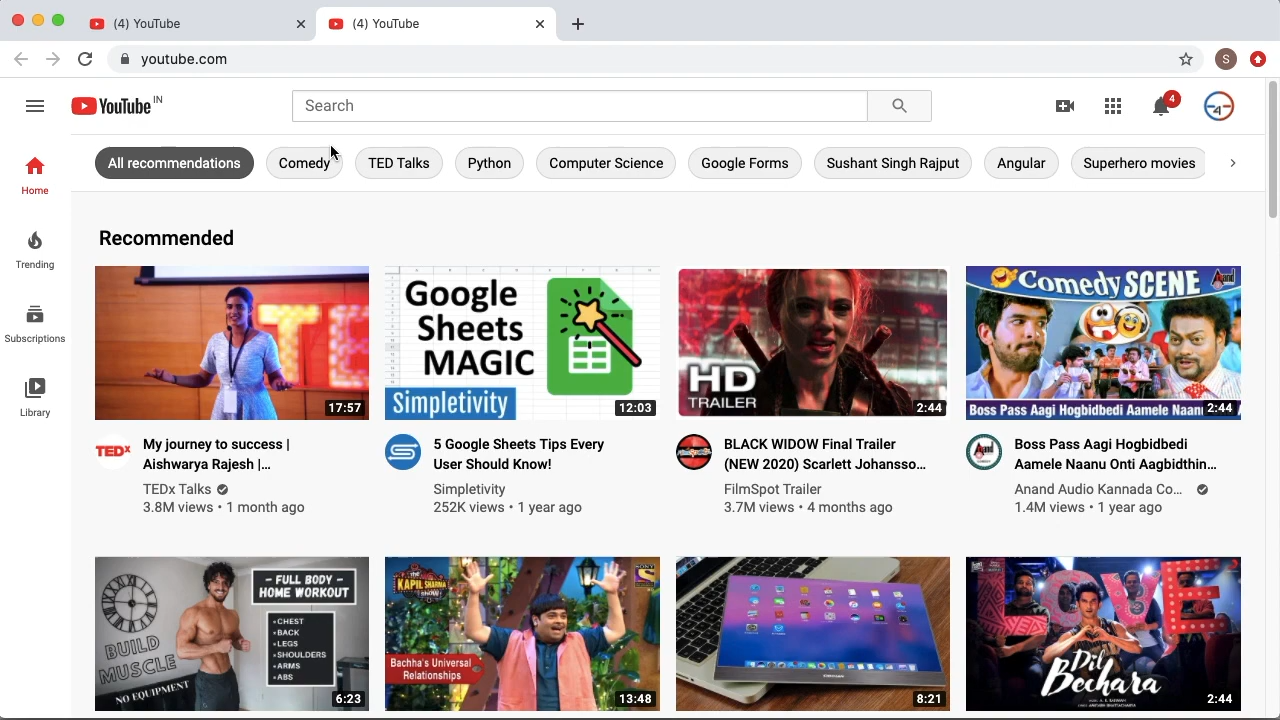 (4) YouTube
(4) YouTube
youtube.com
S
YouTube IN
Search
4
All recommendations
Comedy
TED Talks
Python
Computer Science
Google Forms
Sushant Singh Rajput
Angular
Superhero movies
Home
Trending
Subscriptions
Library
Recommended
17:57
Google
Sheets
MAGIC
Simpletivity
12:03
HD
TRAILER
2:44
Comedy SCENE
Boss Pass Aagi Hogbidbedi Aamele Naanu
2:44
TEDx
My journey to success |
Aishwarya Rajesh |...
TEDx Talks
3.8M views • 1 month ago
5 Google Sheets Tips Every
User Should Know!
Simpletivity
252K views • 1 year ago
BLACK WIDOW Final Trailer
(NEW 2020) Scarlett Johansso...
FilmSpot Trailer
3.7M views • 4 months ago
Boss Pass Aagi Hogbidbedi
Aamele Naanu Onti Aagbidthin...
Anand Audio Kannada Co...
1.4M views • 1 year ago
BUILD
MUSCLE
NO EQUIPMENT
– FULL BODY –
HOME WORKOUT
•CHEST
•BACK
•LEGS
•SHOULDERS
•ARMS
•ABS
6:23
THE
KAPIL SHARMA
SHOW
SONY
Bachha's Universal
Relationships
13:48
8:21
LOVE
Dil
Bechara
2:44